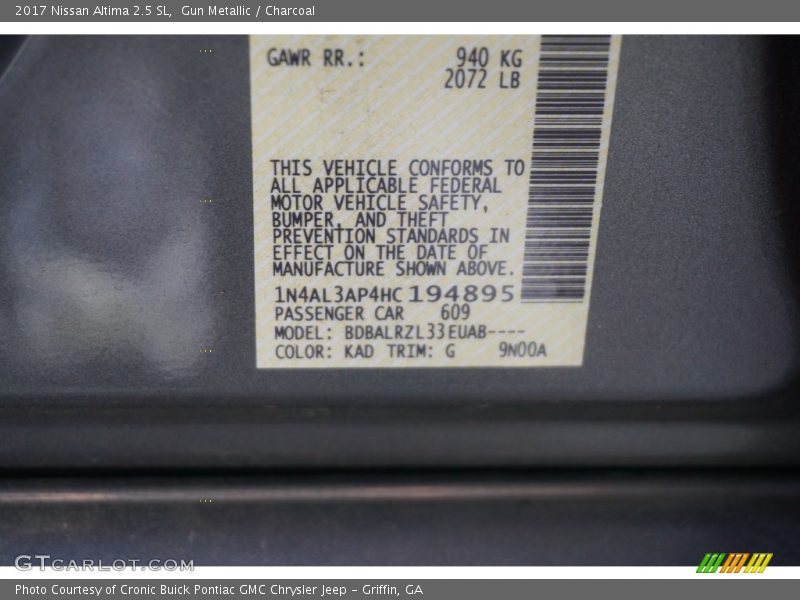 2017 Nissan Altima 2.5 SL,  Gun Metallic / Charcoal
GAWR RR.: 940 KG
2072 LB
THIS VEHICLE CONFORMS TO
ALL APPLICABLE FEDERAL
MOTOR VEHICLE SAFETY,
BUMPER, AND THEFT
PREVENTION STANDARDS IN
EFFECT ON THE DATE OF
MANUFACTURE SHOWN ABOVE.
1N4AL3AP4HC194895
PASSENGER CAR 609
MODEL: BDBALRZL33EUAB----
COLOR: KAD TRIM: G 9N00A
GTCARLOT.COM
Photo Courtesy of Cronic Buick Pontiac GMC Chrysler Jeep – Griffin, GA